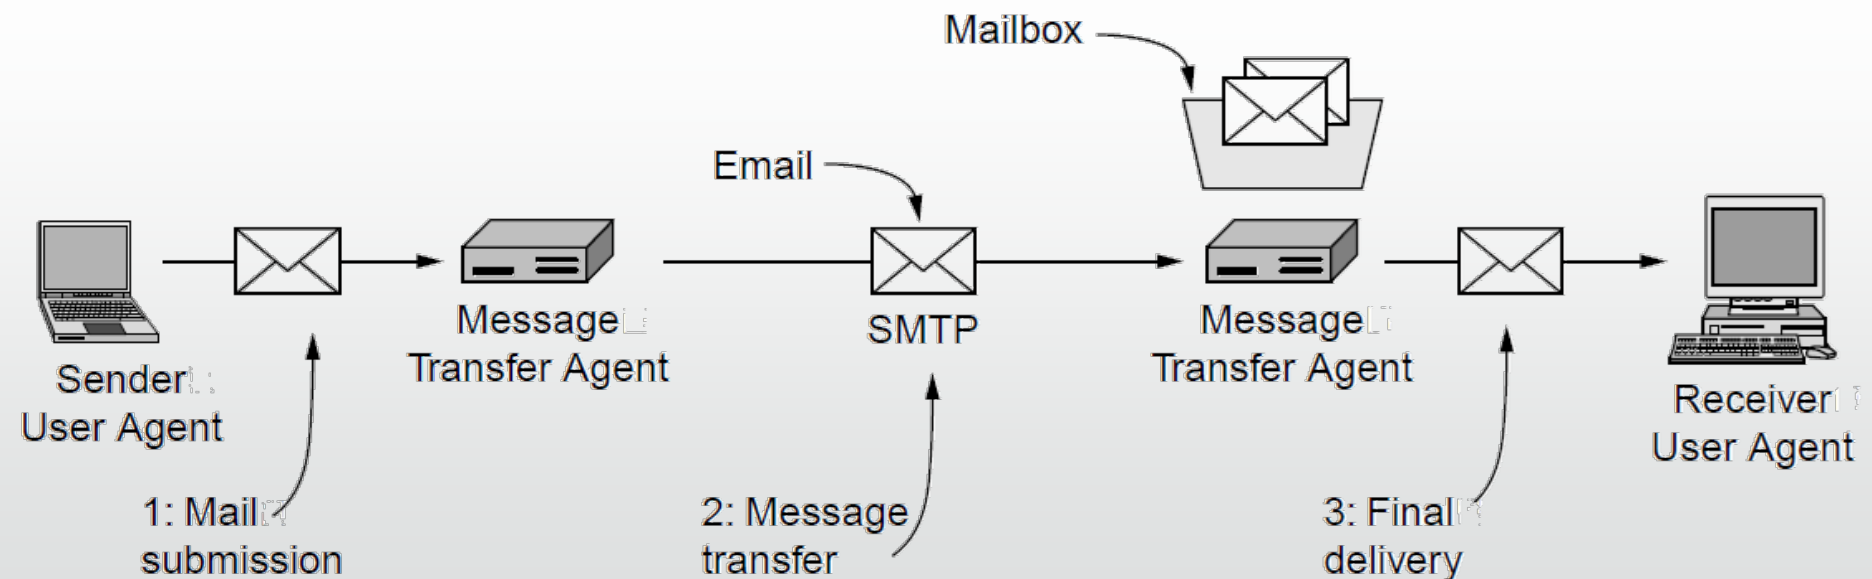 Mailbox
Email
Message
Transfer Agent
SMTP
Message
Transfer Agent
Sender
User Agent
Receiver
User Agent
1: Mail
submission
2: Message
transfer
3: Final
delivery